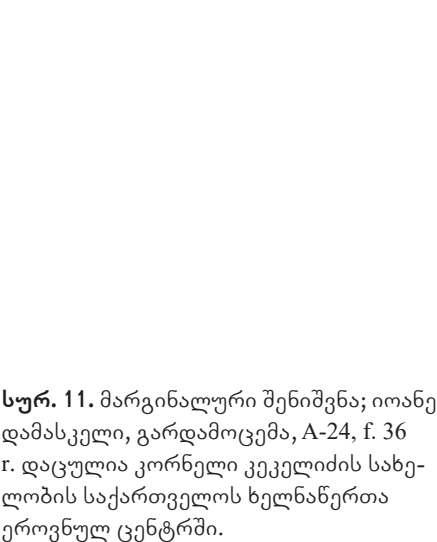 სურ. 11. მარგინალური შენიშვნა; იოანე
დამასკელი, გარდამოცემა, A-24, f. 36
r. დაცულია კორნელი კეკელიძის სახე-
ლობის საქართველოს ხელნაწერთა
ეროვნულ ცენტრში.